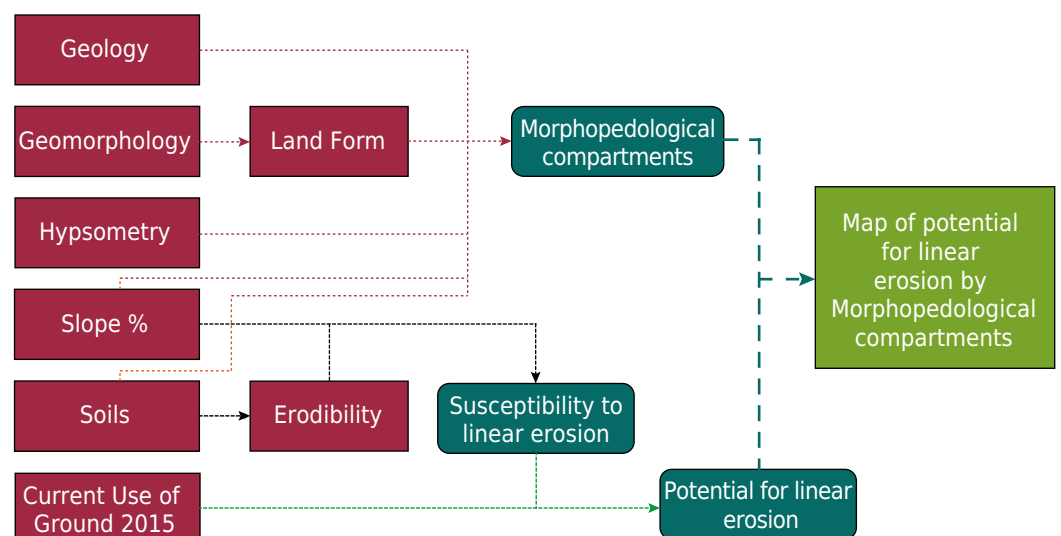 Geology
Geomorphology
Land Form
Morphopedological
compartments
Hypsometry
Map of potential
for linear
erosion by
Morphopedological
compartments
Slope %
Soils
Erodibility
Susceptibility to
linear erosion
Current Use of
Ground 2015
Potential for linear
erosion